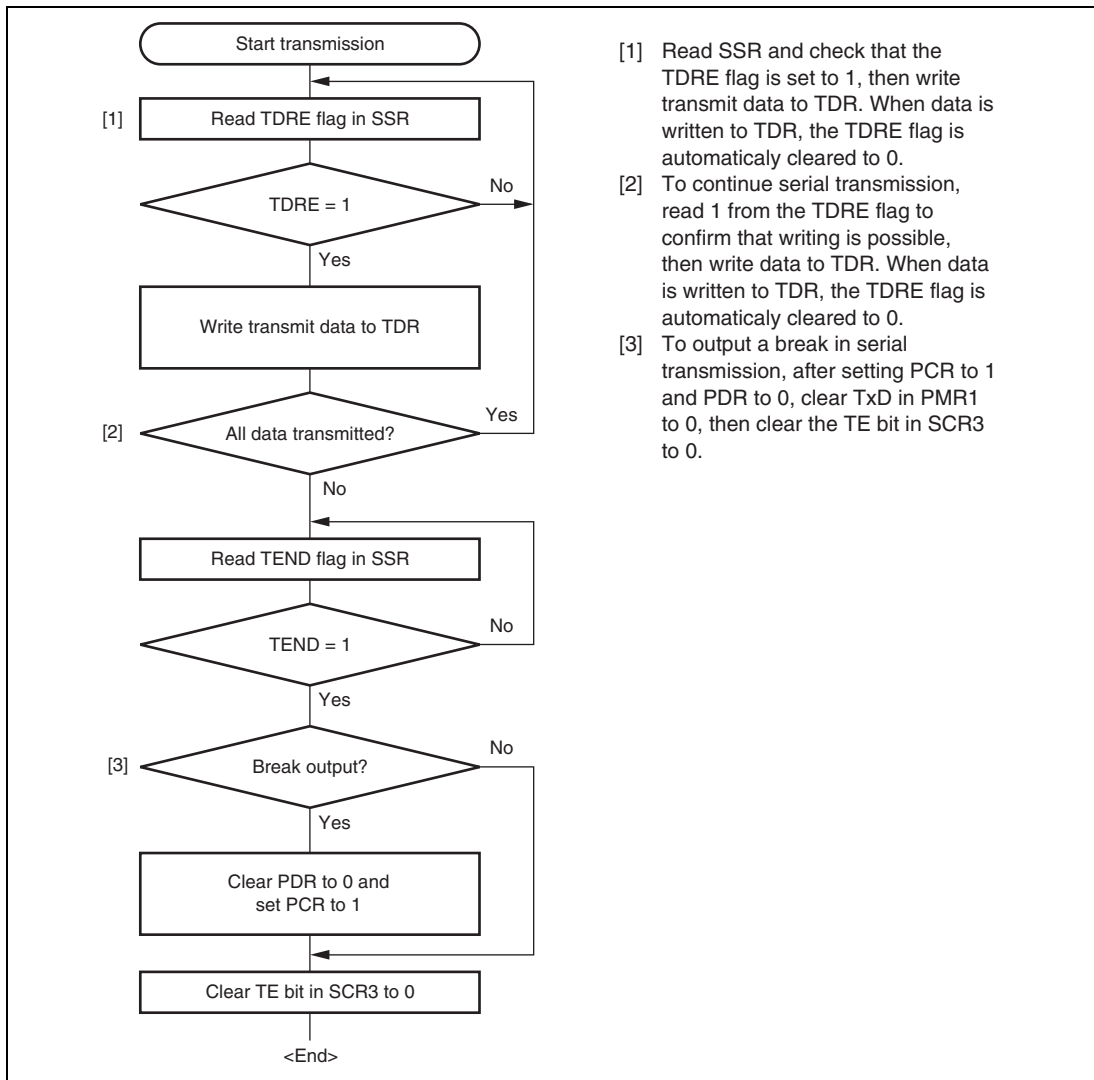 Start transmission
[1] Read TDRE flag in SSR
No
TDRE = 1
Yes
Write transmit data to TDR
Yes
[2] All data transmitted?
No
Read TEND flag in SSR
No
TEND = 1
Yes
No
[3] Break output?
Yes
Clear PDR to 0 and
set PCR to 1
Clear TE bit in SCR3 to 0
<End>
[1] Read SSR and check that the
TDRE flag is set to 1, then write
transmit data to TDR. When data is
written to TDR, the TDRE flag is
automaticaly cleared to 0.
[2] To continue serial transmission,
read 1 from the TDRE flag to
confirm that writing is possible,
then write data to TDR. When data
is written to TDR, the TDRE flag is
automaticaly cleared to 0.
[3] To output a break in serial
transmission, after setting PCR to 1
and PDR to 0, clear TxD in PMR1
to 0, then clear the TE bit in SCR3
to 0.